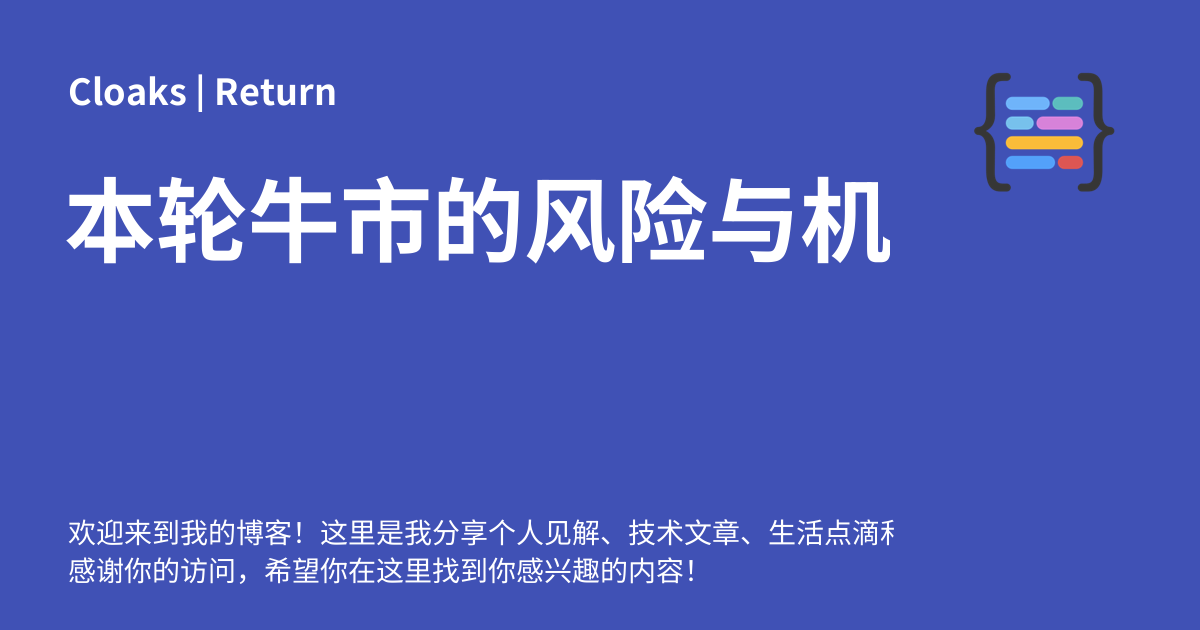 Cloaks | Return
本轮牛市的风险与机
欢迎来到我的博客！这里是我分享个人见解、技术文章、生活点滴
感谢你的访问，希望你在这里找到你感兴趣的内容！